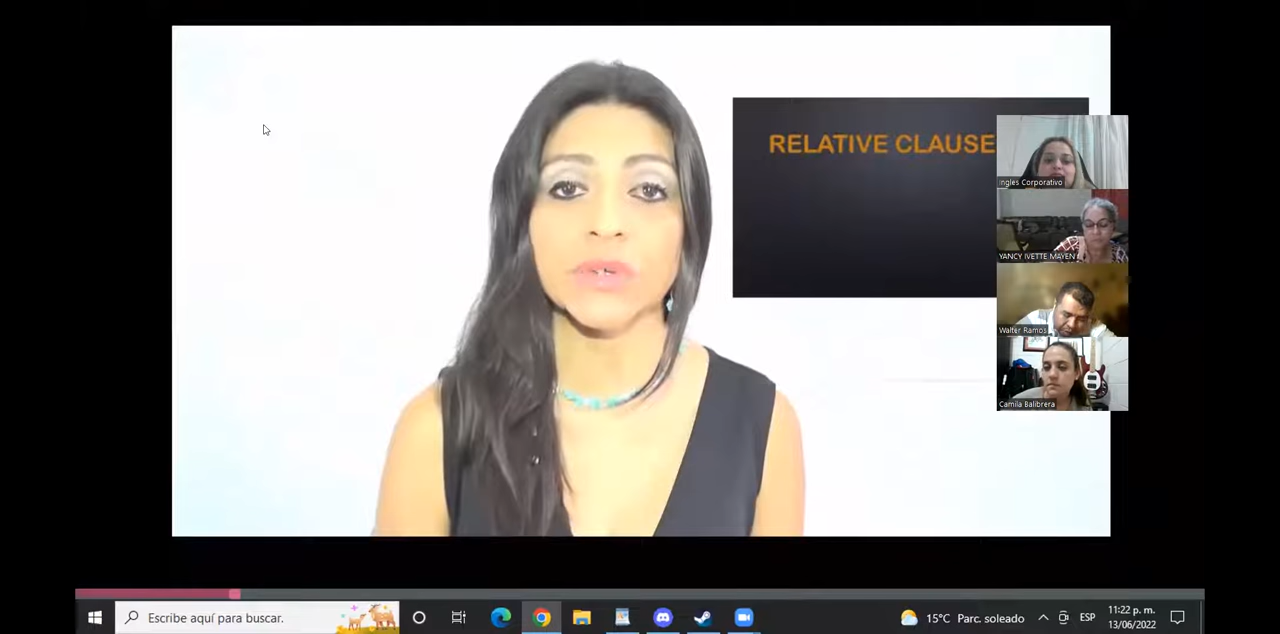 RELATIVE CLAUSE
Ingles Corporativo
YANCY IVETTE MAYEN
Walter Ramos
Camila Balibrera
Escribe aquí para buscar.
15°C Parc. soleado
ESP
11:22 p. m.
13/06/2022